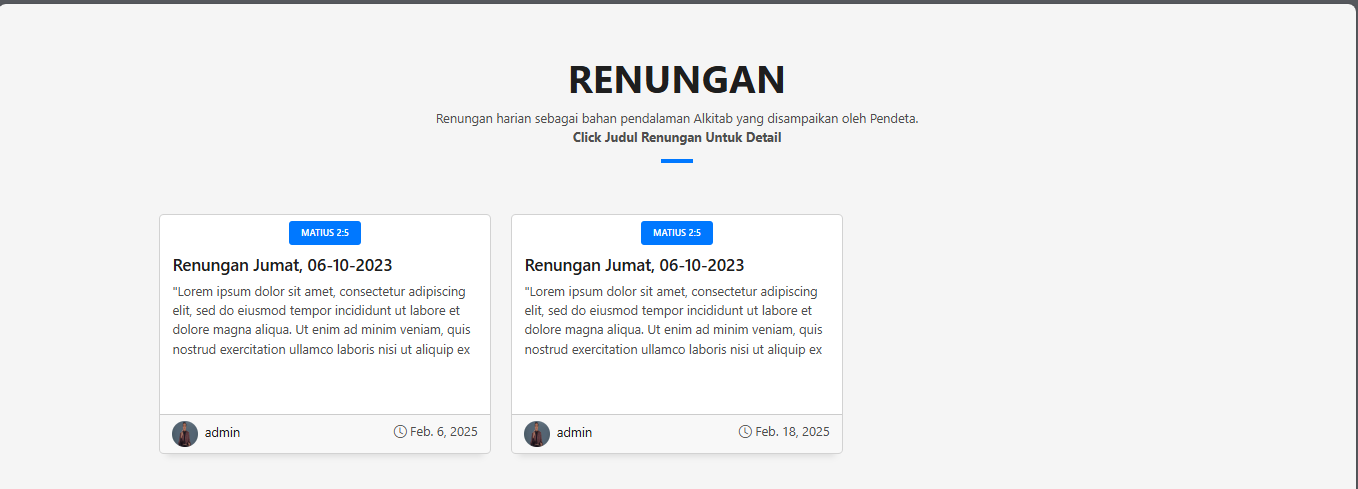 RENUNGAN
Renungan harian sebagai bahan pendalaman Alkitab yang disampaikan oleh Pendeta.
Click Judul Renungan Untuk Detail
MATIUS 2:5
Renungan Jumat, 06-10-2023
"Lorem ipsum dolor sit amet, consectetur adipiscing
elit, sed do eiusmod tempor incididunt ut labore et
dolore magna aliqua. Ut enim ad minim veniam, quis
nostrud exercitation ullamco laboris nisi ut aliquip ex
admin
Feb. 6, 2025
MATIUS 2:5
Renungan Jumat, 06-10-2023
"Lorem ipsum dolor sit amet, consectetur adipiscing
elit, sed do eiusmod tempor incididunt ut labore et
dolore magna aliqua. Ut enim ad minim veniam, quis
nostrud exercitation ullamco laboris nisi ut aliquip ex
admin
Feb. 18, 2025